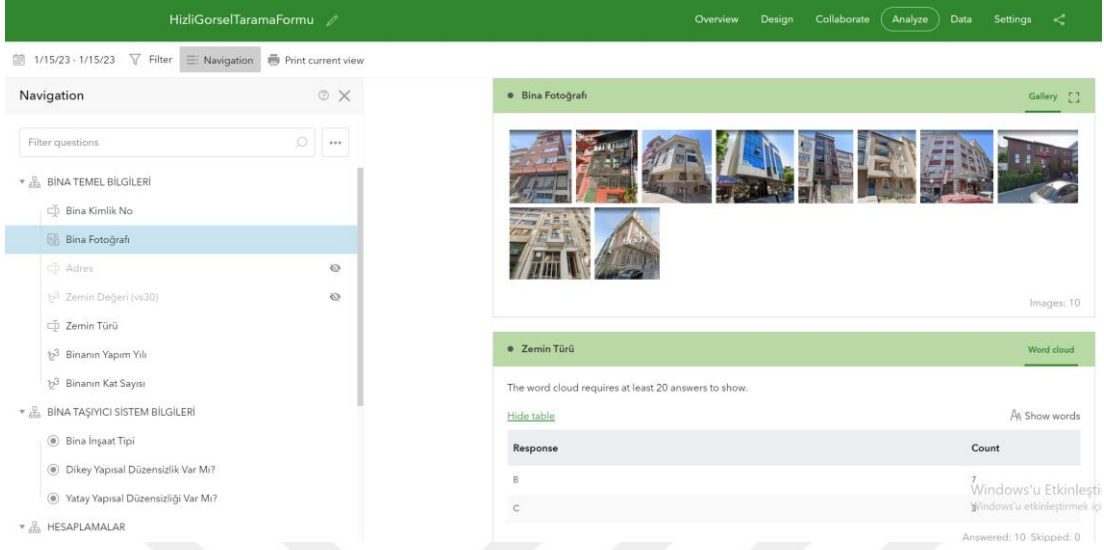 HizliGorselTaramaFormu
Overview Design Collaborate Analyze Data Settings
1/15/23 - 1/15/23 Filter Navigation Print current view
Navigation
Filter questions
BİNA TEMEL BİLGİLERİ
Bina Kimlik No
Bina Fotoğrafı
Adres
Zemin Değeri (vs30)
Zemin Türü
Binanın Yapım Yılı
Binanın Kat Sayısı
BİNA TAŞIYICI SİSTEM BİLGİLERİ
Bina İnşaat Tipi
Dikey Yapısal Düzensizlik Var Mı?
Yatay Yapısal Düzensizliği Var Mı?
HESAPLAMALAR
Bina Fotoğrafı Gallery
Images: 10
Zemin Türü Word cloud
The word cloud requires at least 20 answers to show.
Hide table Show words
Response Count
B 7
C 3
Windows'u Etkinleşti
Windows'u etkinleştirmek içi
Answered: 10 Skipped: 0